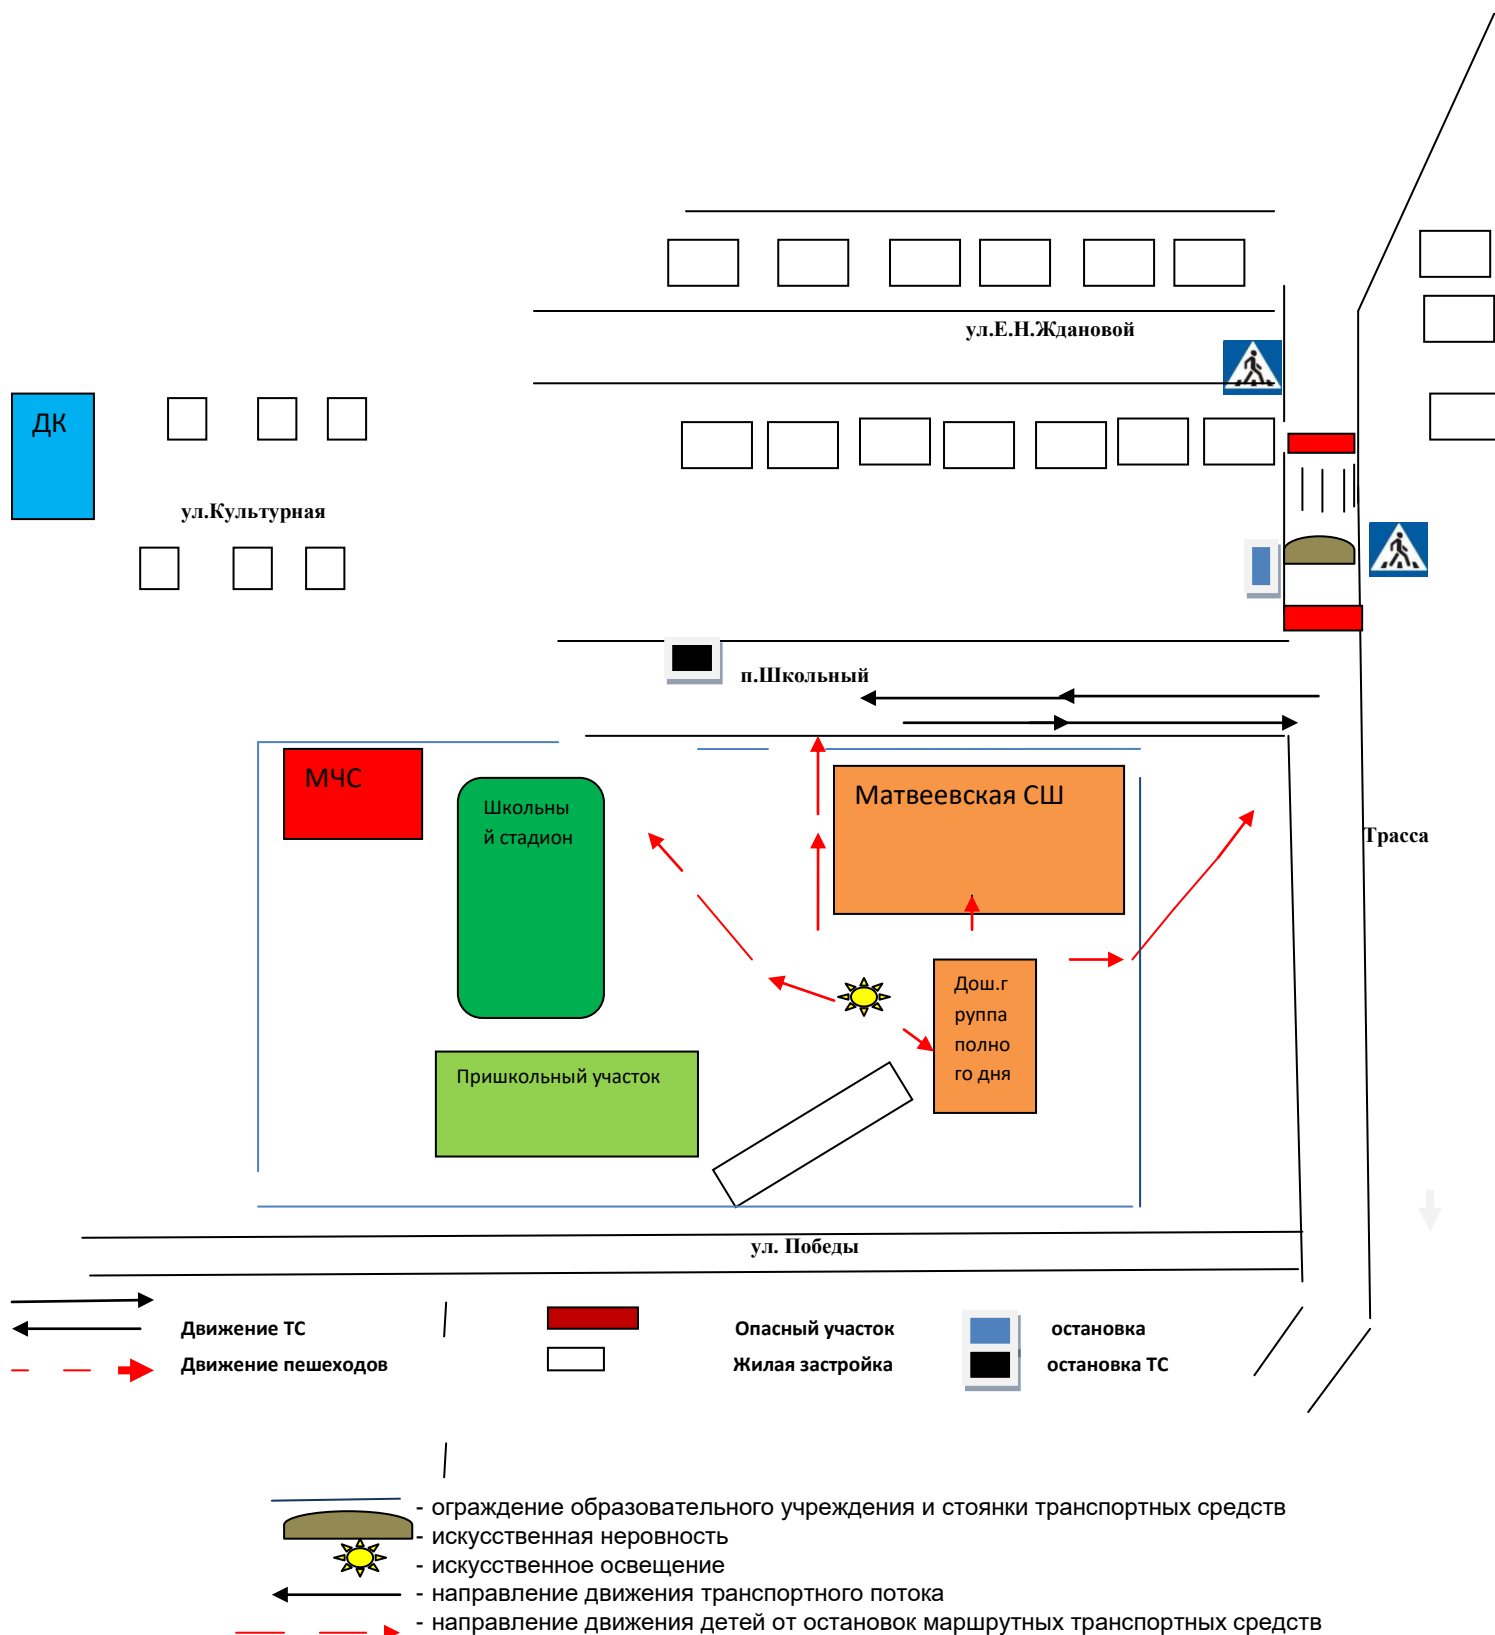 ул.Е.Н.Ждановой
ДК
ул.Культурная
п.Школьный
МЧС
Школьны
й стадион
Матвеевская СШ
Трасса
Дош.г
руппа
полно
го дня
Пришкольный участок
ул. Победы
Движение ТС
Опасный участок
остановка
Движение пешеходов
Жилая застройка
остановка ТС
- ограждение образовательного учреждения и стоянки транспортных средств
- искусственная неровность
- искусственное освещение
- направление движения транспортного потока
- направление движения детей от остановок маршрутных транспортных средств